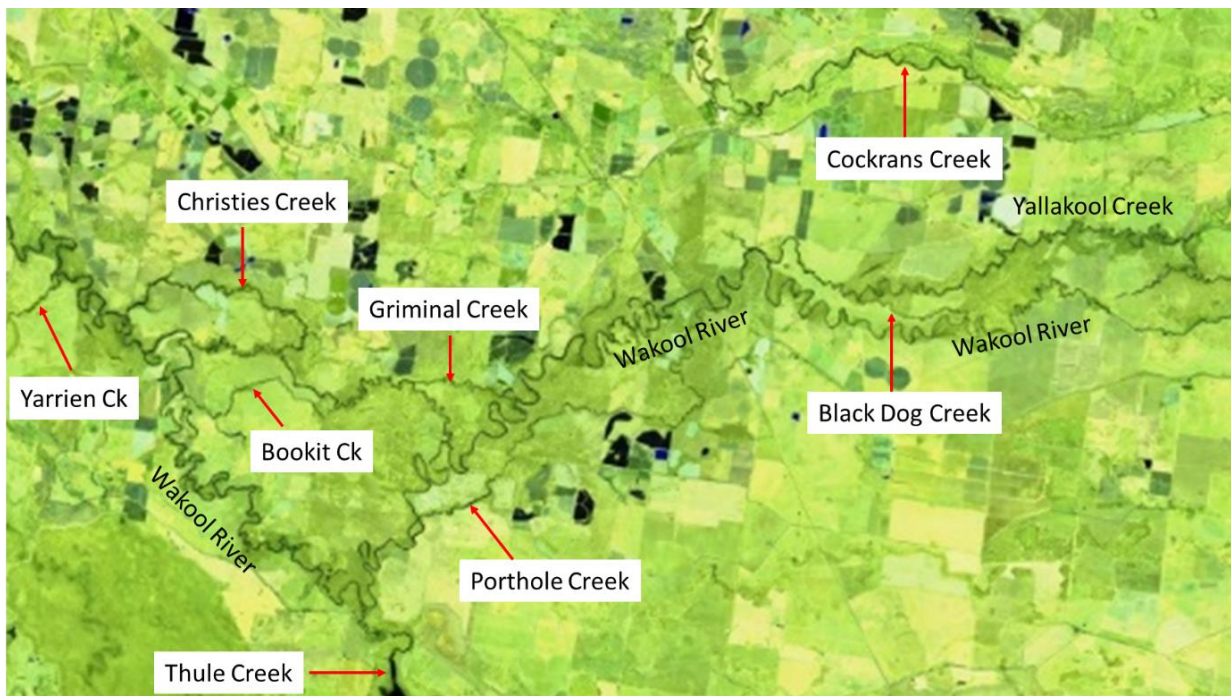 Cockrans Creek
Christies Creek
Yallakool Creek
Griminal Creek
Wakool River
Wakool River
Yarrien Ck
Black Dog Creek
Bookit Ck
Wakool River
Porthole Creek
Thule Creek